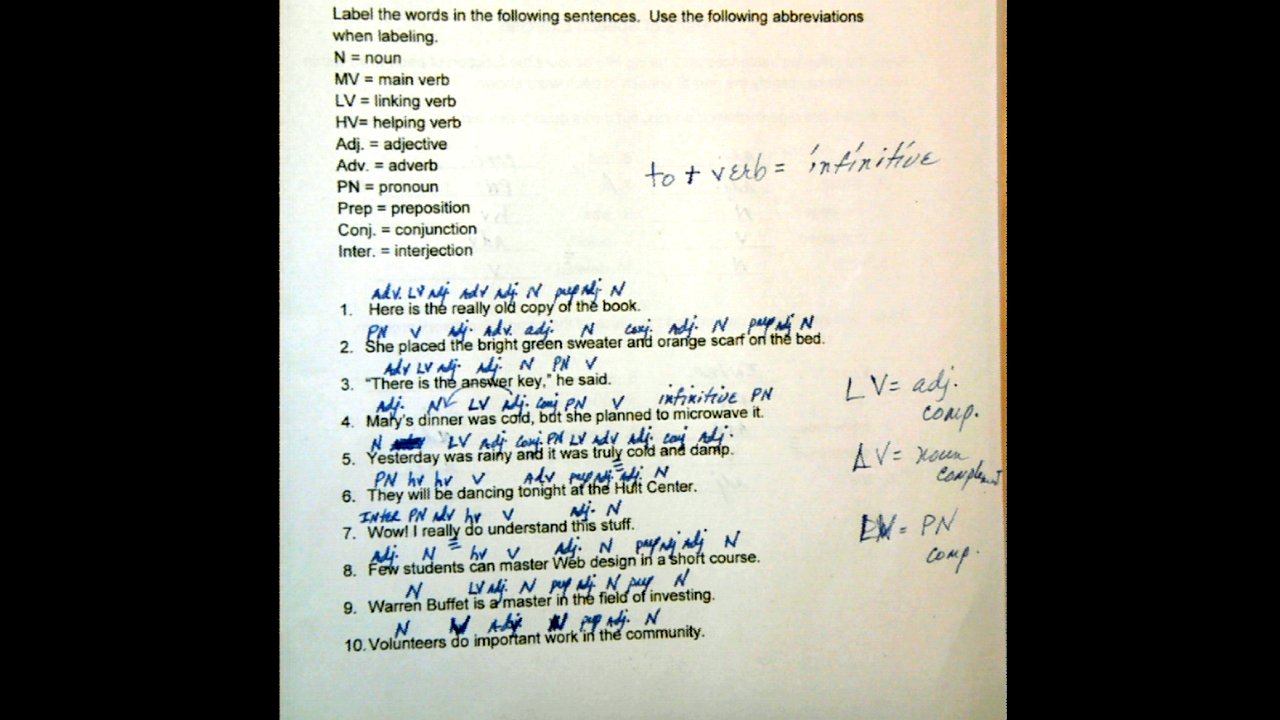 Label the words in the following sentences. Use the following abbreviations
when labeling.
N = noun
MV = main verb
LV = linking verb
HV= helping verb
Adj. = adjective
Adv. = adverb
PN = pronoun
to + verb = infinitive
Prep = preposition
Conj. = conjunction
Inter. = interjection
Adv. LV Adj. Adv Adj. N prep Adj. N
1. Here is the really old copy of the book.
PN V Adj. Adv. adj. N conj. Adj. N prep Adj N
2. She placed the bright green sweater and orange scarf on the bed.
Adv LV Adj. Adj. N PN V
3. "There is the answer key," he said.
Adj. N LV Adj. Conj PN V infinitive PN
4. Mary's dinner was cold, but she planned to microwave it.
LV = adj.
comp.
N LV Adj Conj. PN LV Adv Adj. conj Adj.
5. Yesterday was rainy and it was truly cold and damp.
LV = noun
complement
PN hv hv V Adv prep Adj. Adj. N
6. They will be dancing tonight at the Hult Center.
Inter PN Adv hv V Adj. N
7. Wow! I really do understand this stuff.
LV = PN
comp.
Adj. N hv V Adj. N prep Adj Adj N
8. Few students can master Web design in a short course.
N LV Adj. N prep Adj N prep N
9. Warren Buffet is a master in the field of investing.
N V Adj N prep Adj. N
10. Volunteers do important work in the community.